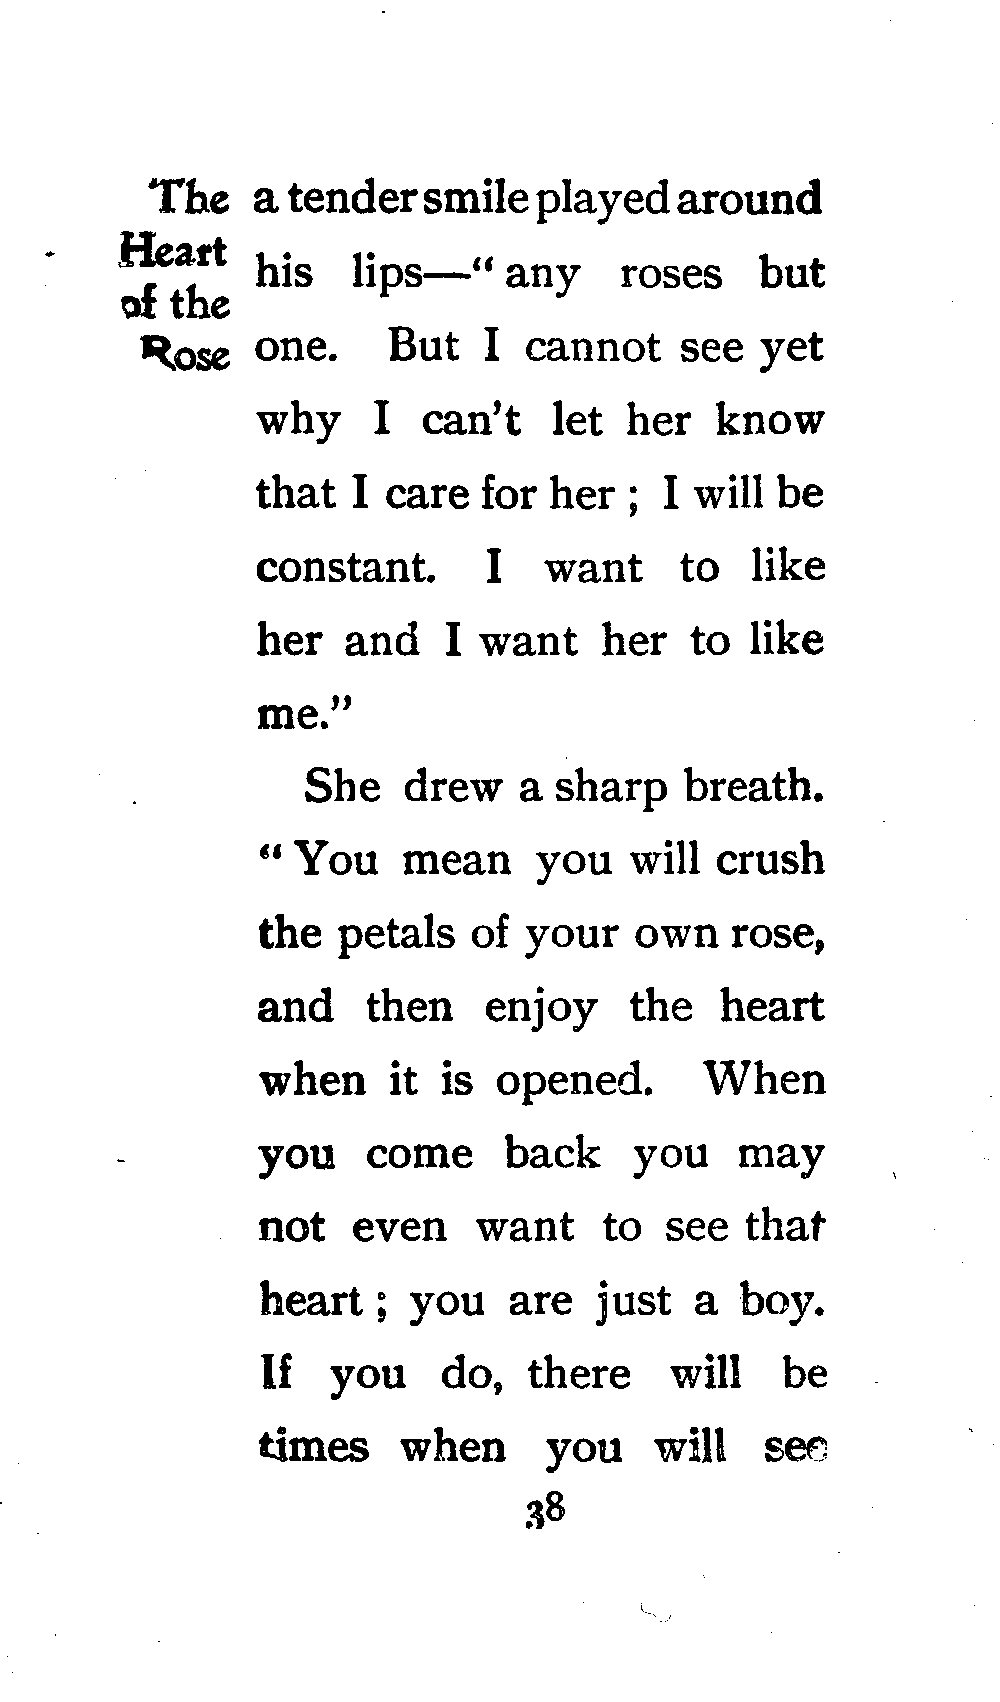 The
Heart
of the
Rose
a tender smile played around
his lips—“ any roses but
one. But I cannot see yet
why I can't let her know
that I care for her ; I will be
constant. I want to like
her and I want her to like
me.”
She drew a sharp breath.
“ You mean you will crush
the petals of your own rose,
and then enjoy the heart
when it is opened. When
you come back you may
not even want to see that
heart ; you are just a boy.
If you do, there will be
times when you will see
38